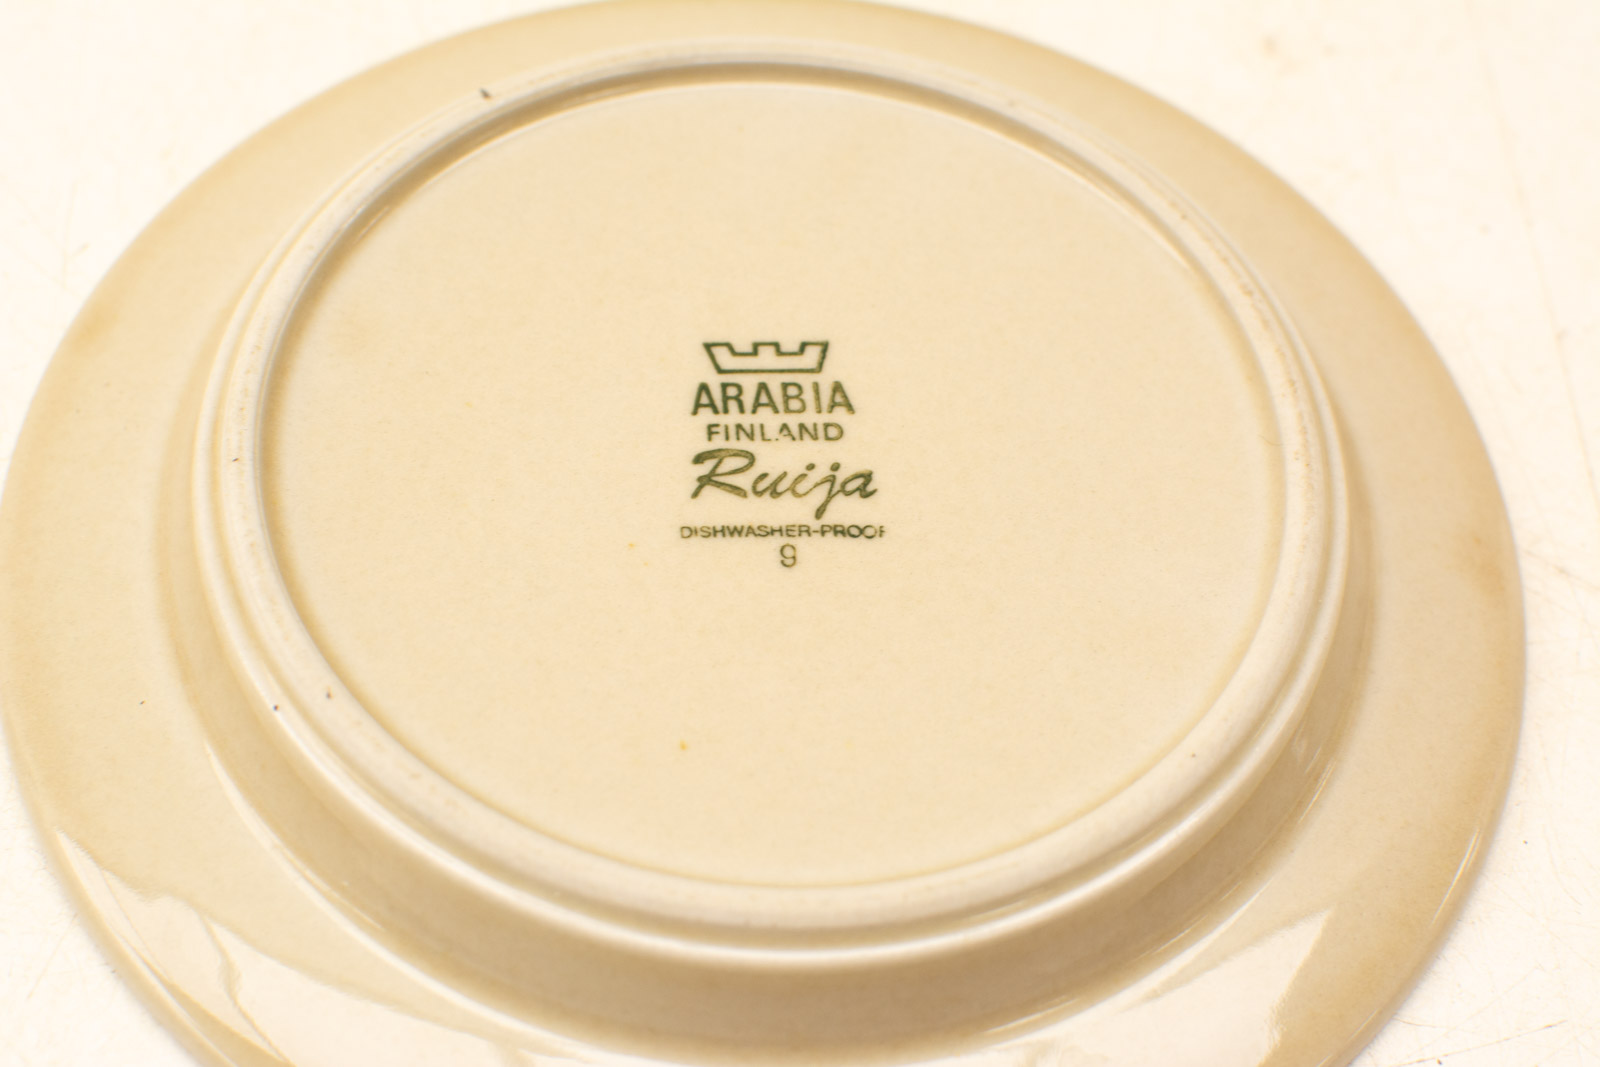 ARABIA
FINLAND
Ruija
DISHWASHER-PROOF
9